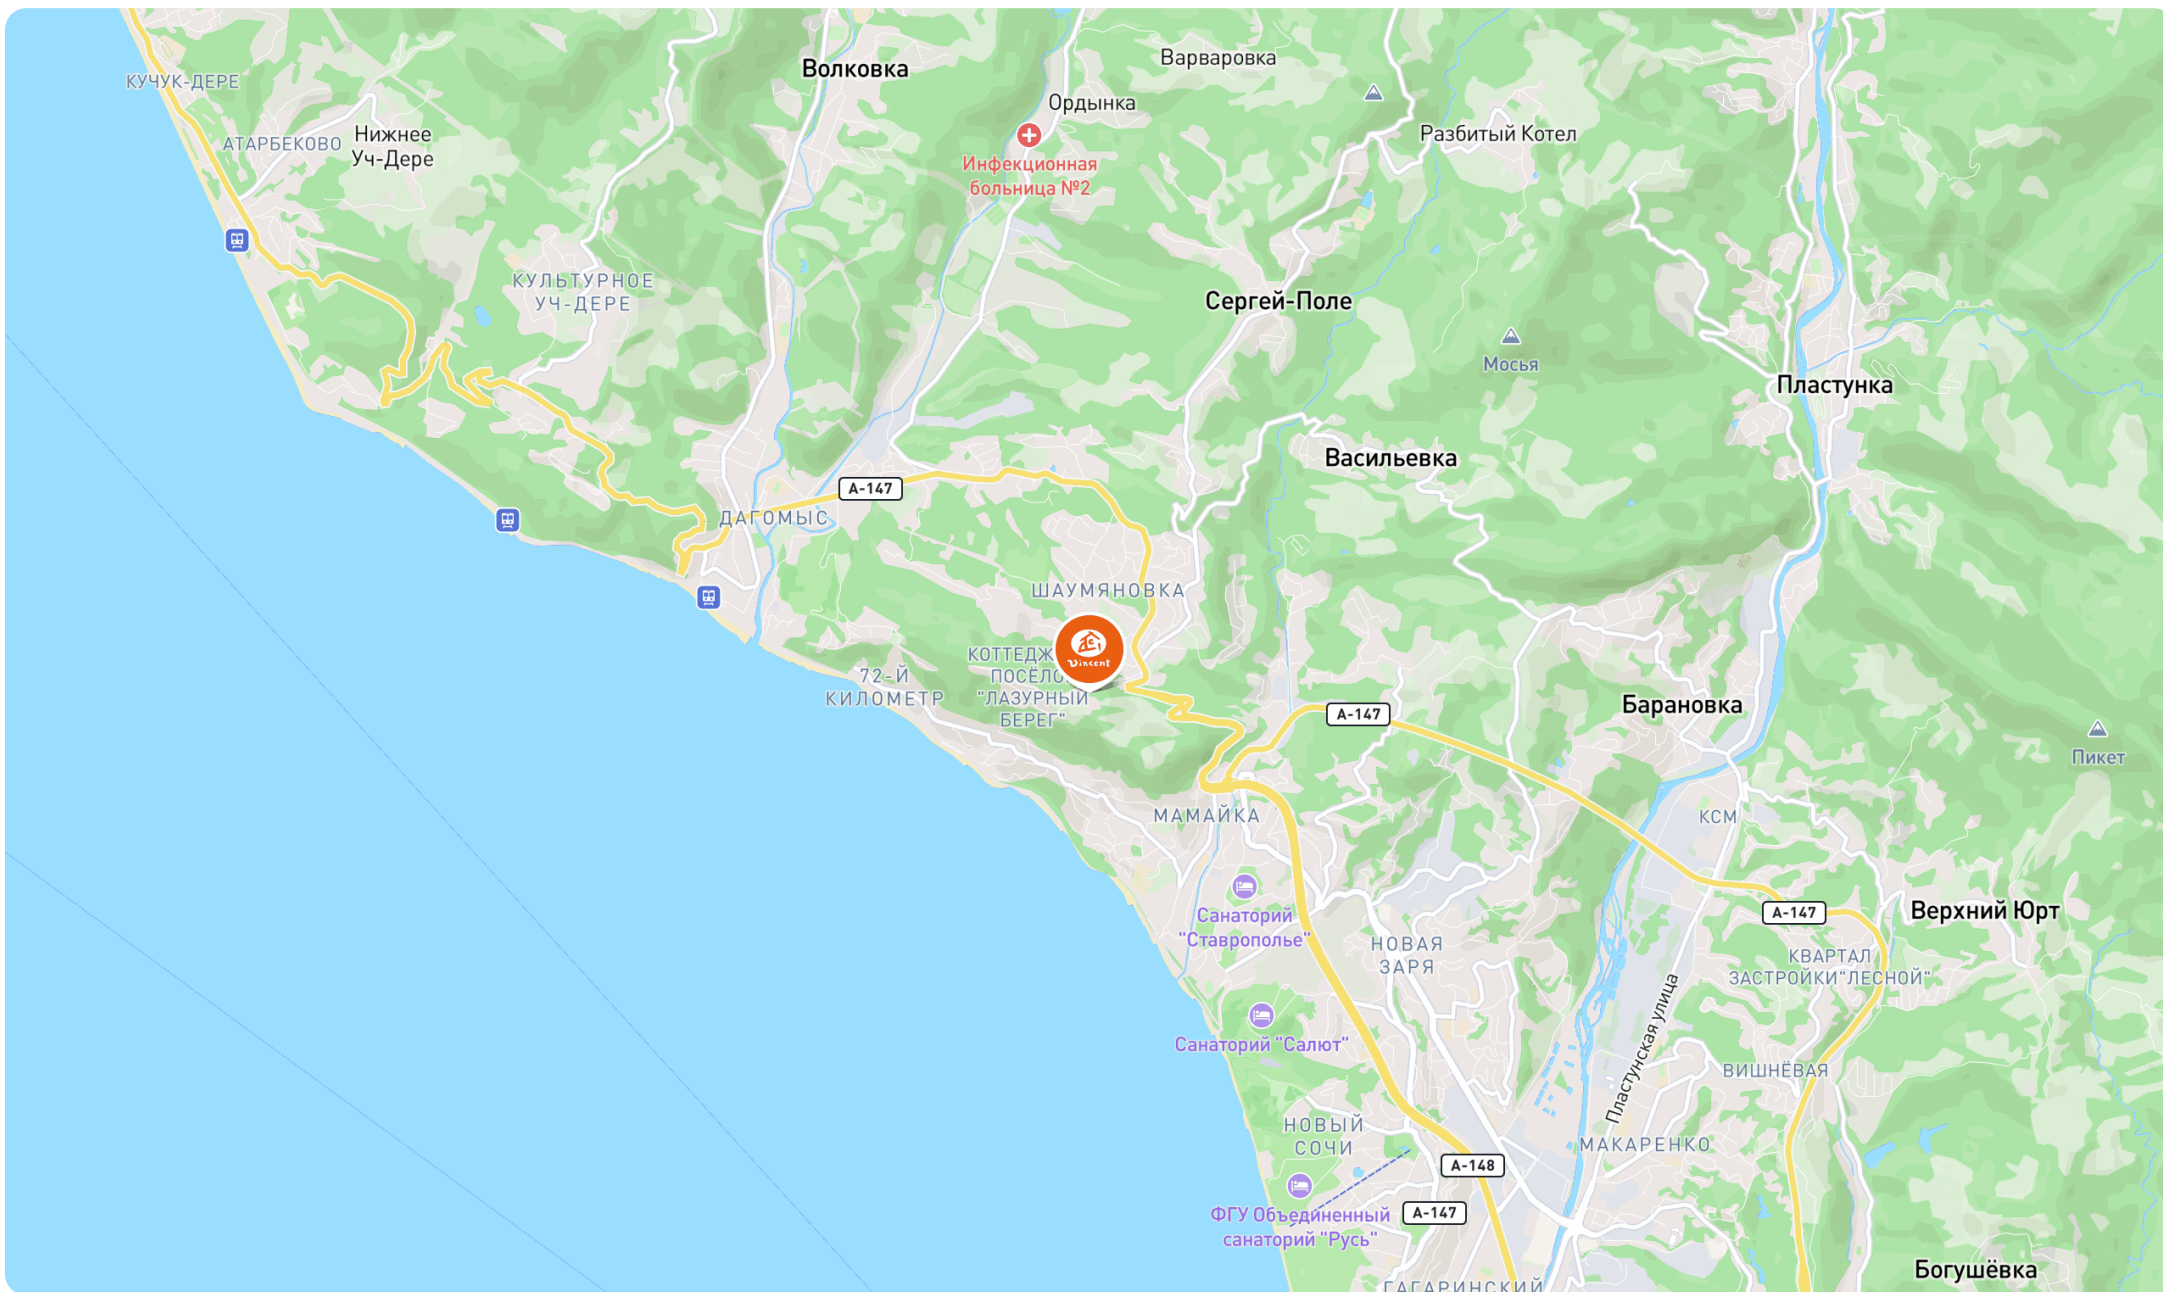 Волковка
Варваровка
КУЧУК-ДЕРЕ
Ордынка
АТАРБЕКОВО
Нижнее
Уч-Дере
Разбитый Котел
Инфекционная
больница №2
КУЛЬТУРНОЕ
УЧ-ДЕРЕ
Сергей-Поле
Мосья
Пластунка
Васильевка
А-147
ДАГОМЫС
ШАУМЯНОВКА
Vincent
КОТТЕДЖ
ПОСЁЛО
"ЛАЗУРНЫЙ
БЕРЕГ"
72-Й
КИЛОМЕТР
А-147
Барановка
Пикет
МАМАЙКА
КСМ
Санаторий
"Ставрополье"
А-147
Верхний Юрт
НОВАЯ
ЗАРЯ
КВАРТАЛ
ЗАСТРОЙКИ"ЛЕСНОЙ"
Пластунская улица
Санаторий "Салют"
ВИШНЁВАЯ
НОВЫЙ
СОЧИ
МАКАРЕНКО
А-148
А-147
ФГУ Объединенный
санаторий "Русь"
Богушёвка
ГАГАРИНСКИЙ